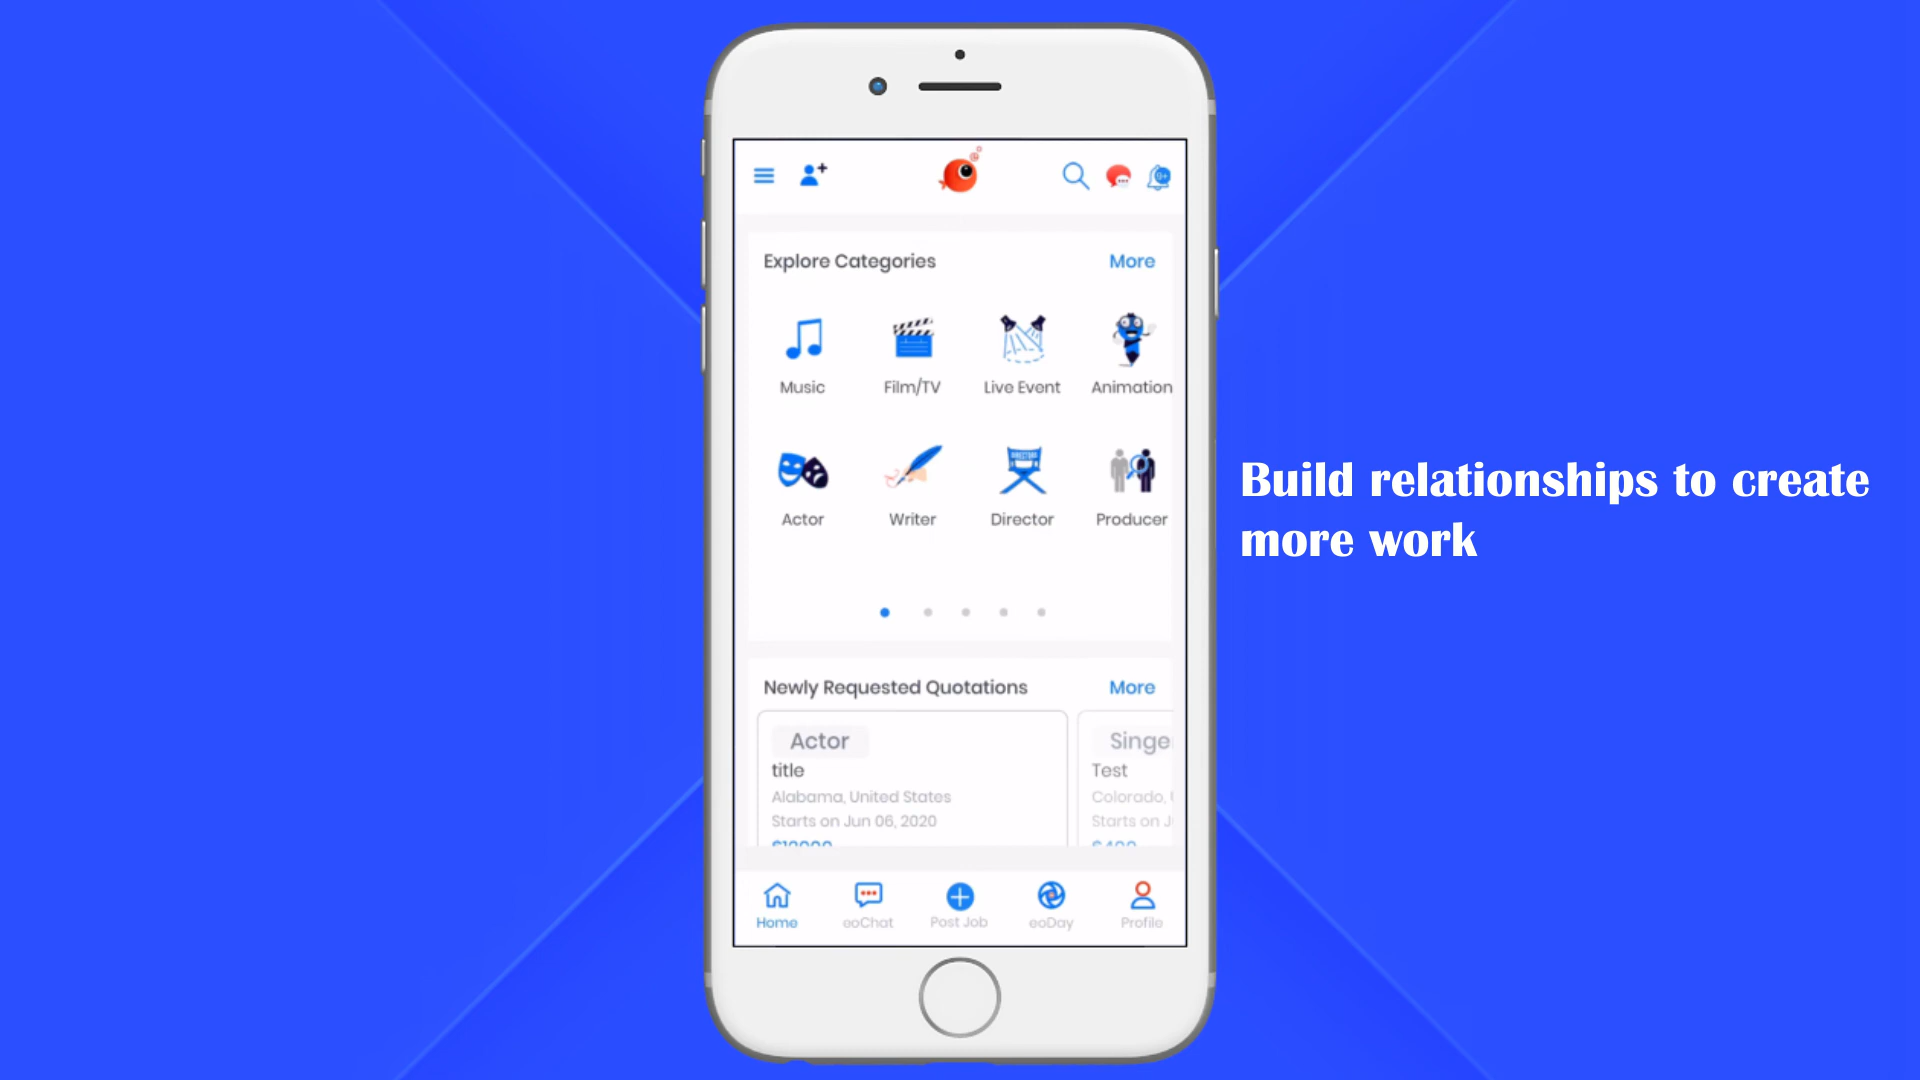 Explore Categories More
Music Film/TV Live Event Animation
Actor Writer Director Producer
Newly Requested Quotations More
Actor
title
Alabama, United States
Starts on Jun 06, 2020
Singe
Test
Colorado,
Starts on J
Home eoChat Post Job eoDay Profile
Build relationships to create
more work